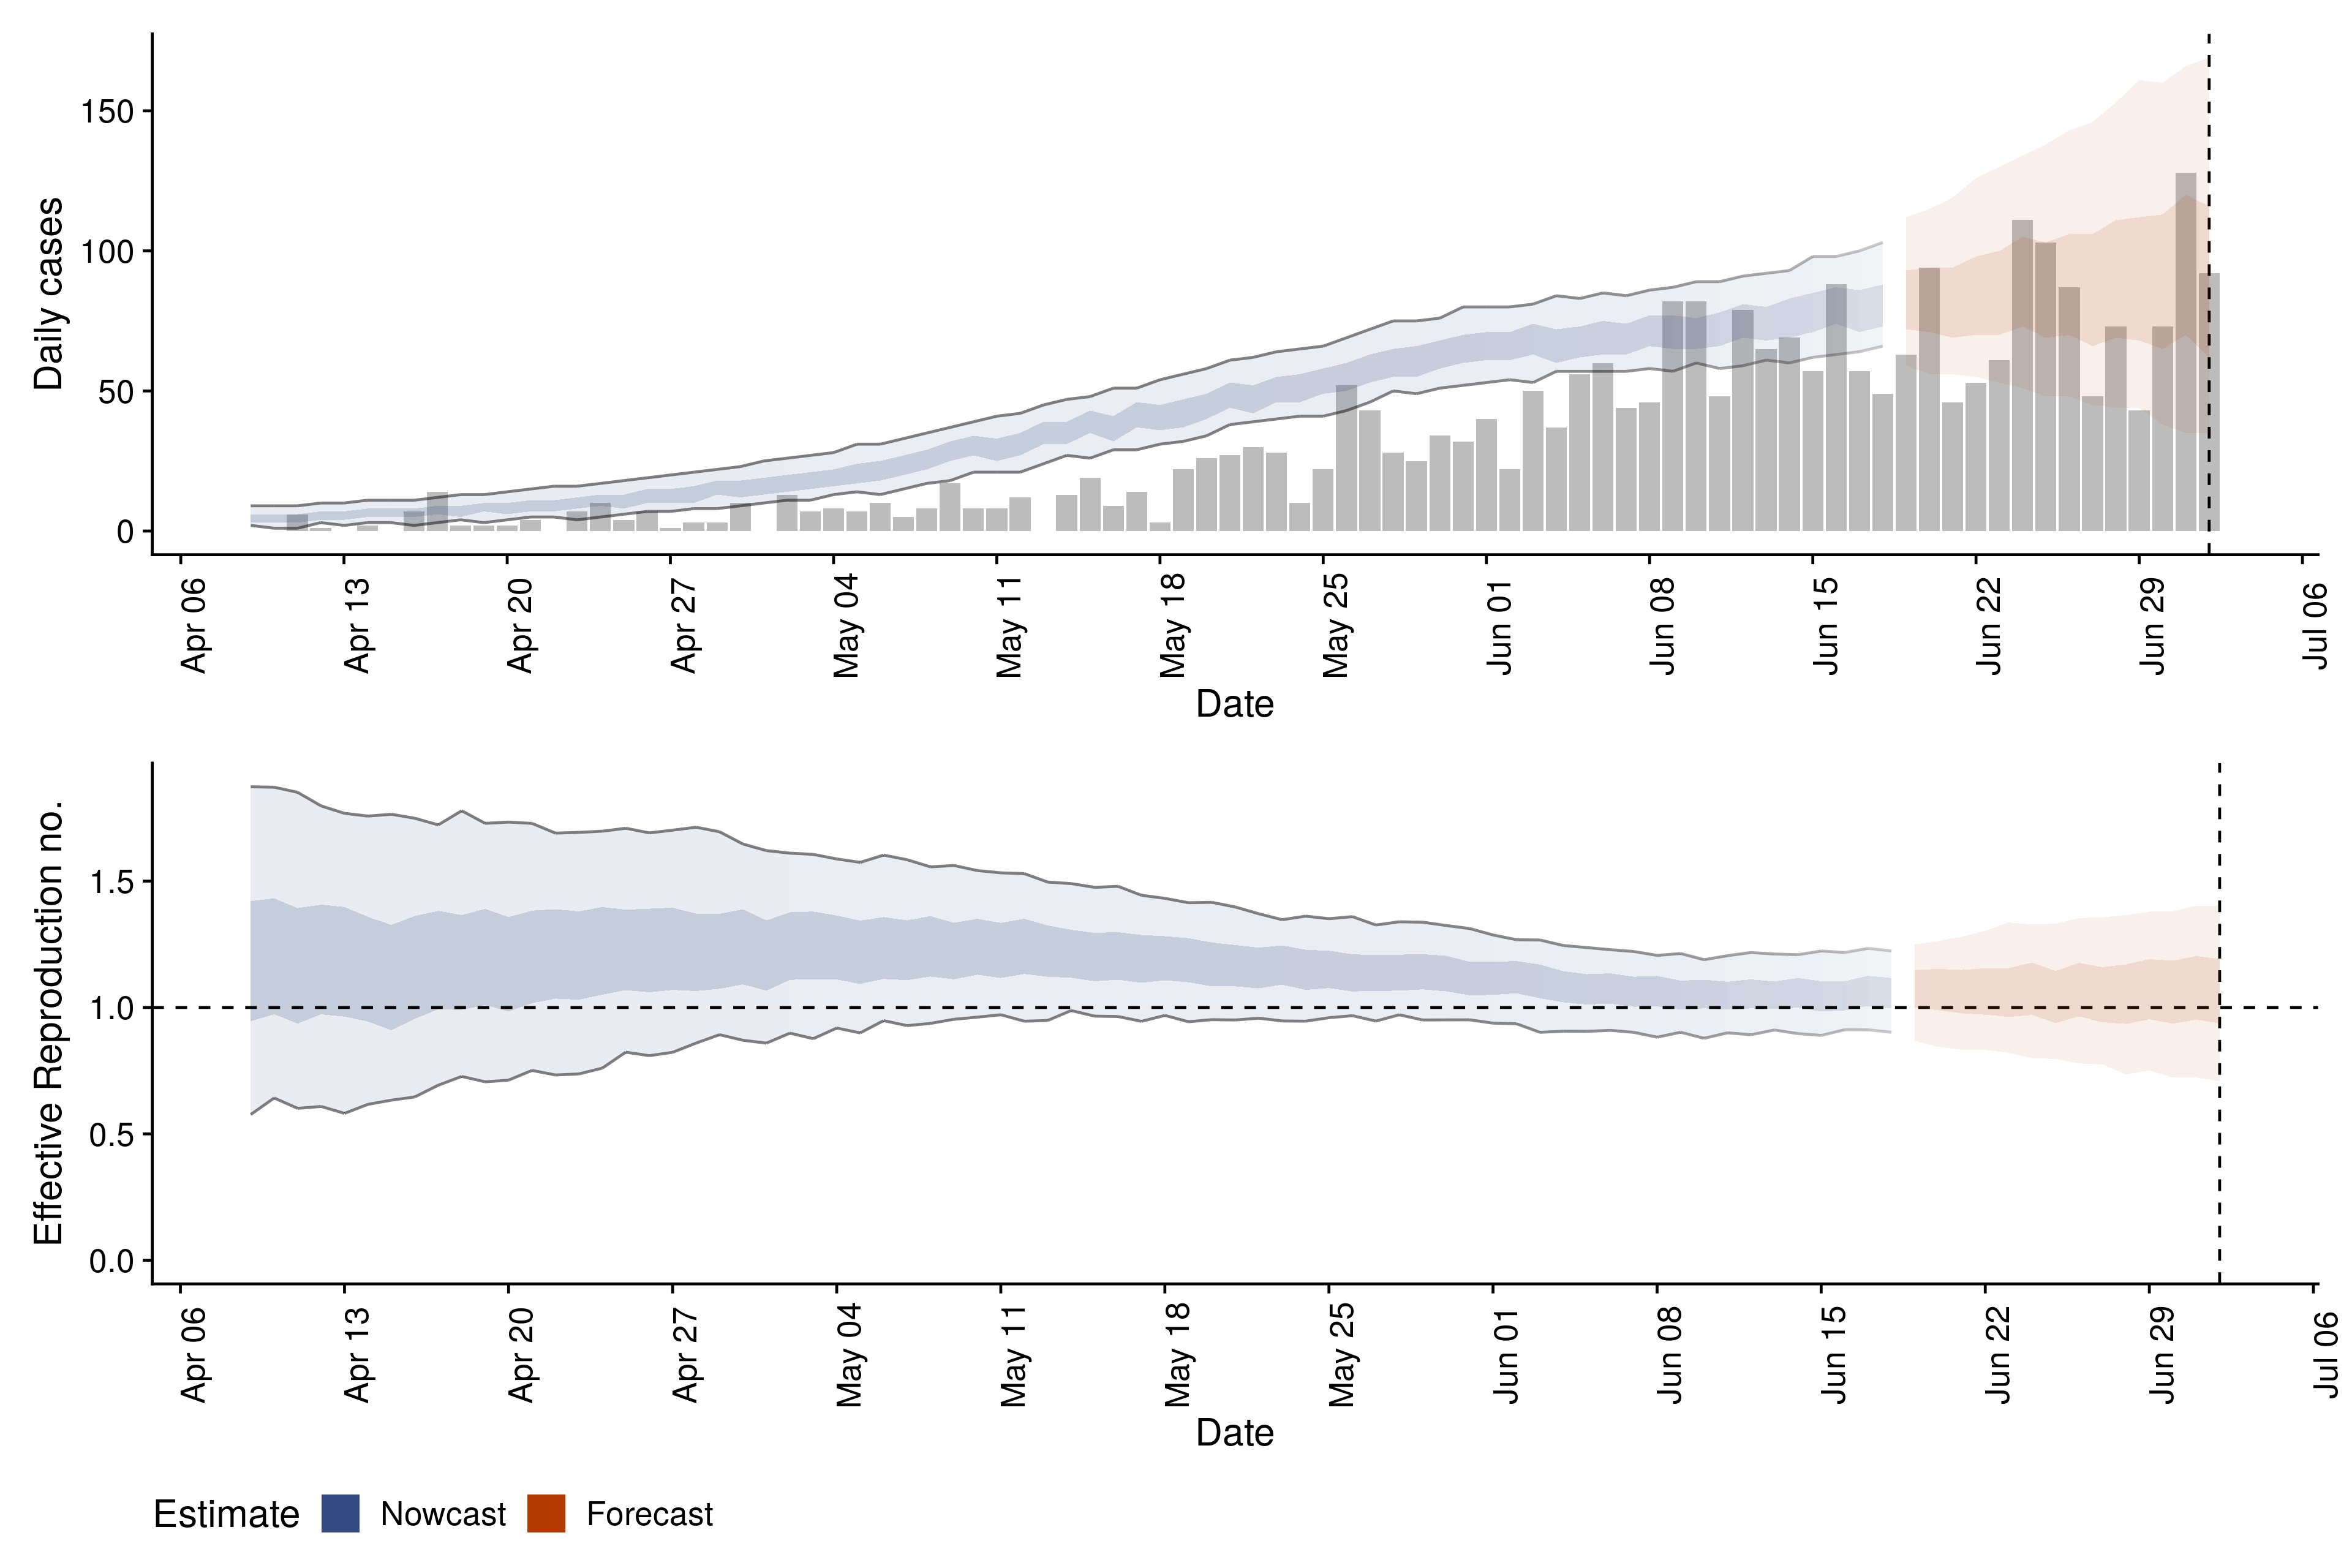 Daily cases
150
100
50
0
Apr 06
Apr 13
Apr 20
Apr 27
May 04
May 11
May 18
May 25
Jun 01
Jun 08
Jun 15
Jun 22
Jun 29
Jul 06
Date
Effective Reproduction no.
1.5
1.0
0.5
0.0
Apr 06
Apr 13
Apr 20
Apr 27
May 04
May 11
May 18
May 25
Jun 01
Jun 08
Jun 15
Jun 22
Jun 29
Jul 06
Date
Estimate Nowcast Forecast